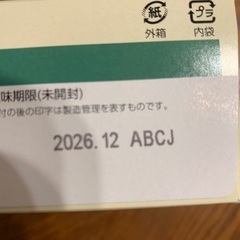 紙 プラ
外箱 内袋
味期限(未開封)
付の後の印字は製造管理を表すものです。
2026.12 ABCJ